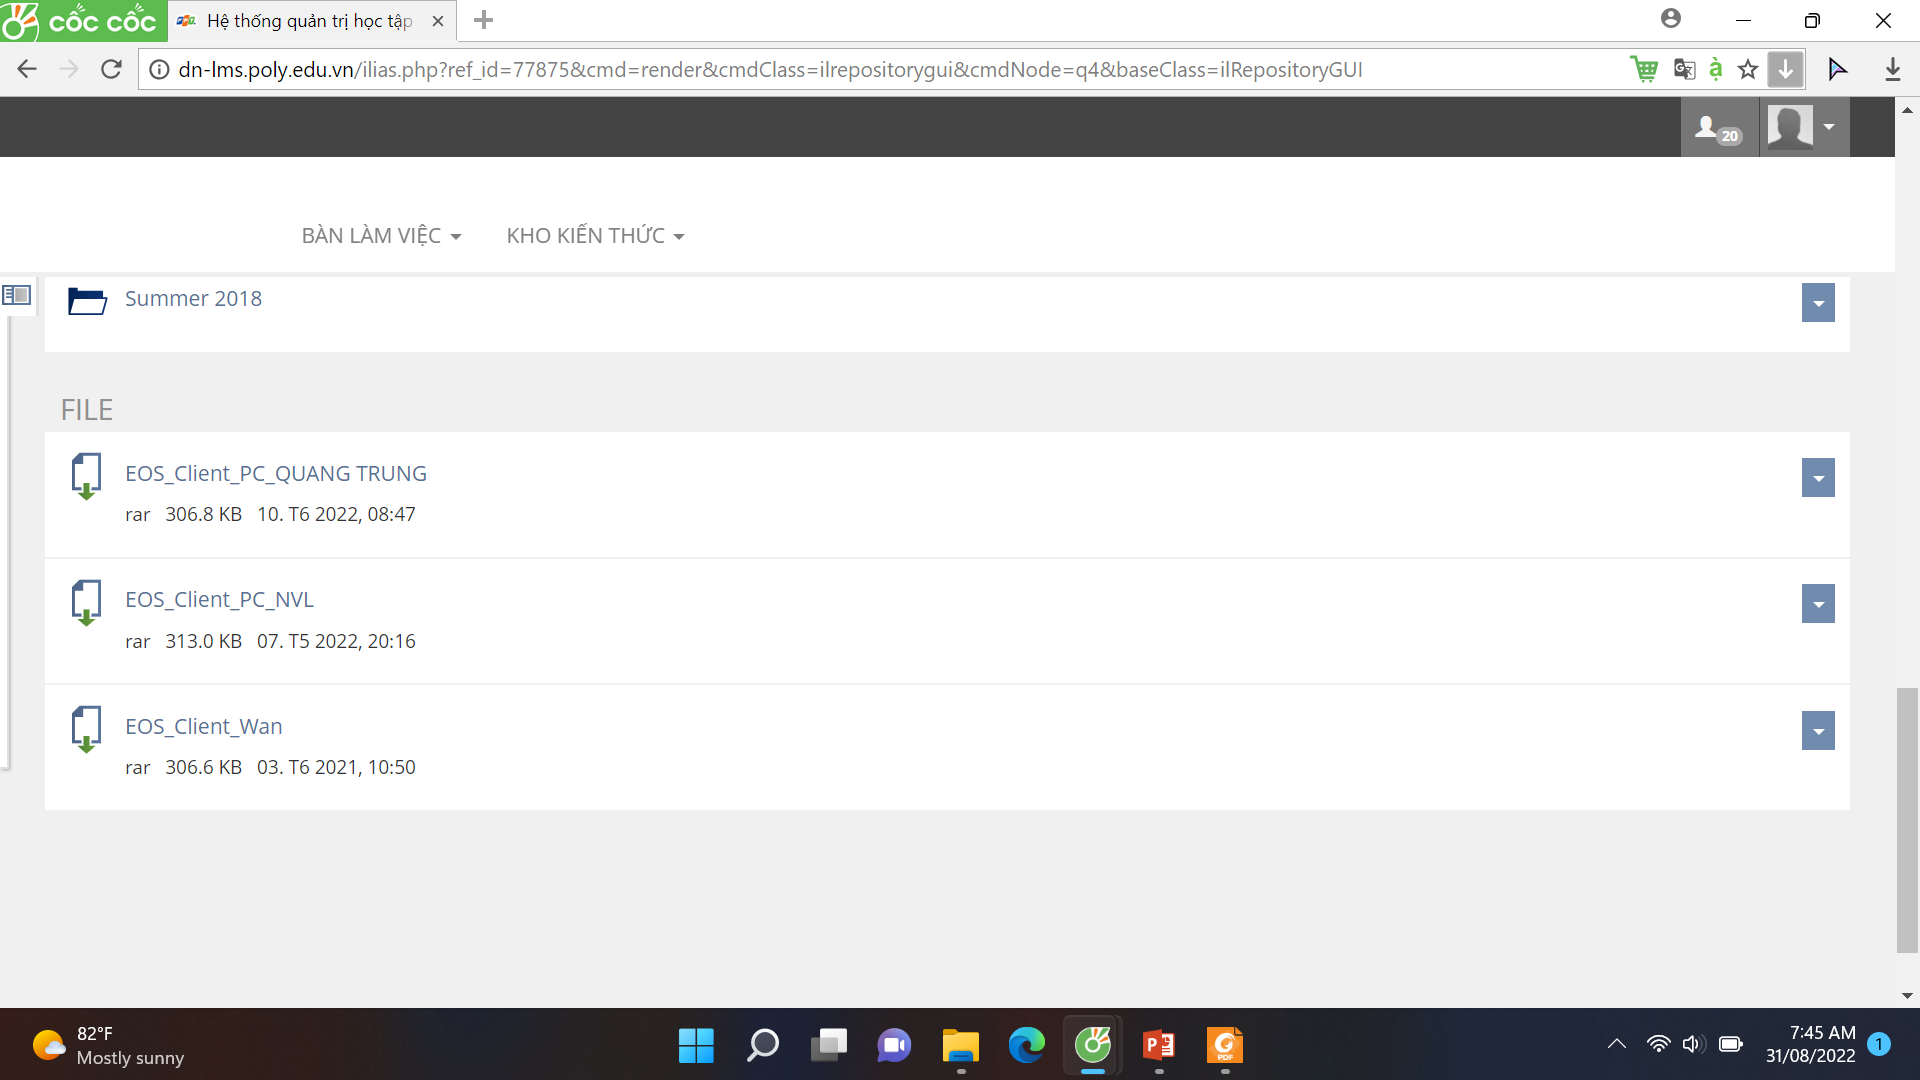 cốc cốc
Hệ thống quản trị học tập
dn-lms.poly.edu.vn/ilias.php?ref_id=77875&cmd=render&cmdClass=ilrepositorygui&cmdNode=q4&baseClass=ilRepositoryGUI
20
BÀN LÀM VIỆC
KHO KIẾN THỨC
Summer 2018
FILE
EOS_Client_PC_QUANG TRUNG
rar 306.8 KB 10. T6 2022, 08:47
EOS_Client_PC_NVL
rar 313.0 KB 07. T5 2022, 20:16
EOS_Client_Wan
rar 306.6 KB 03. T6 2021, 10:50
82°F
Mostly sunny
PDF
7:45 AM
31/08/2022
1